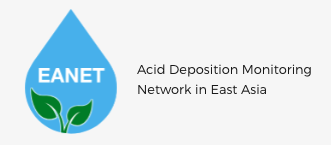 EANET
Acid Deposition Monitoring
Network in East Asia